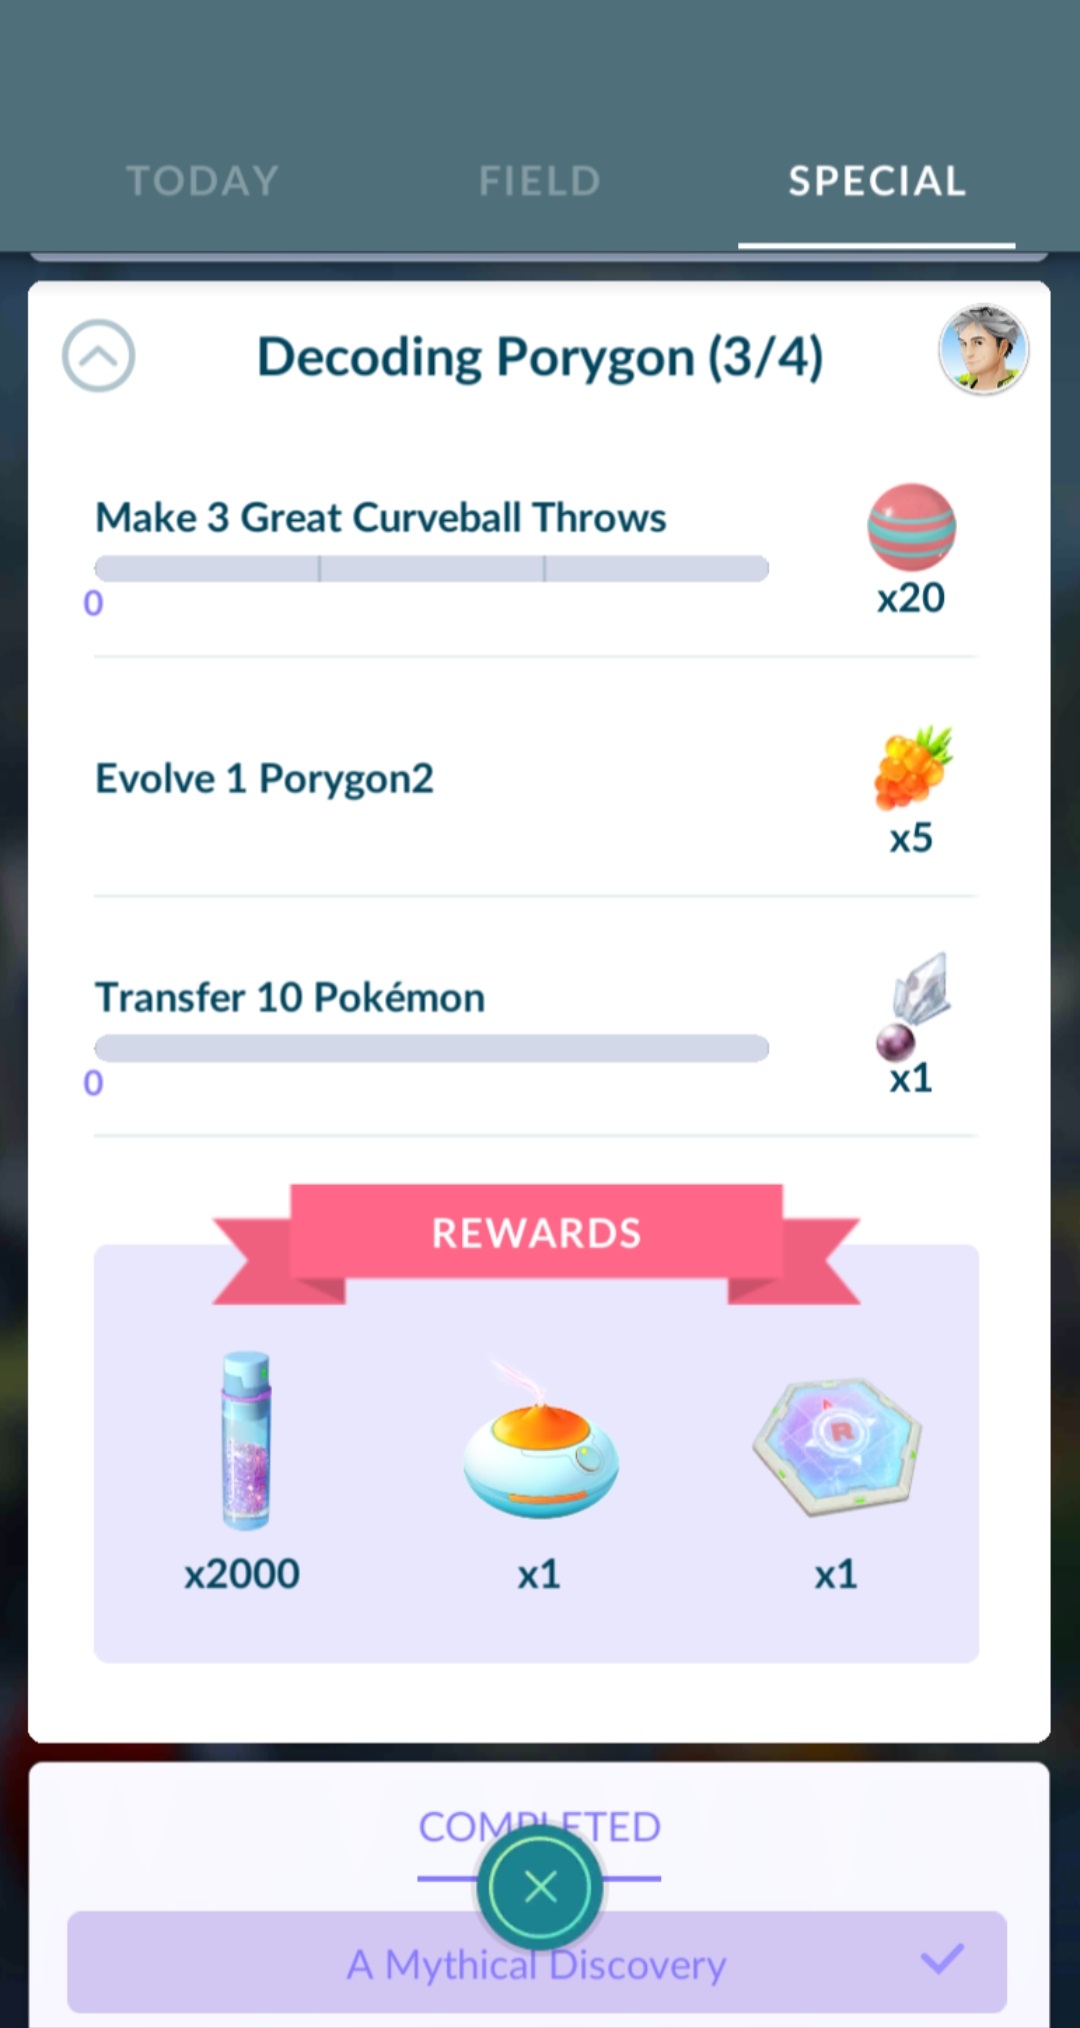 TODAY FIELD SPECIAL
Decoding Porygon (3/4)
Make 3 Great Curveball Throws
0
x20
Evolve 1 Porygon2
x5
Transfer 10 Pokémon
0
x1
REWARDS
R
x2000 x1 x1
COMPLETED
A Mythical Discovery